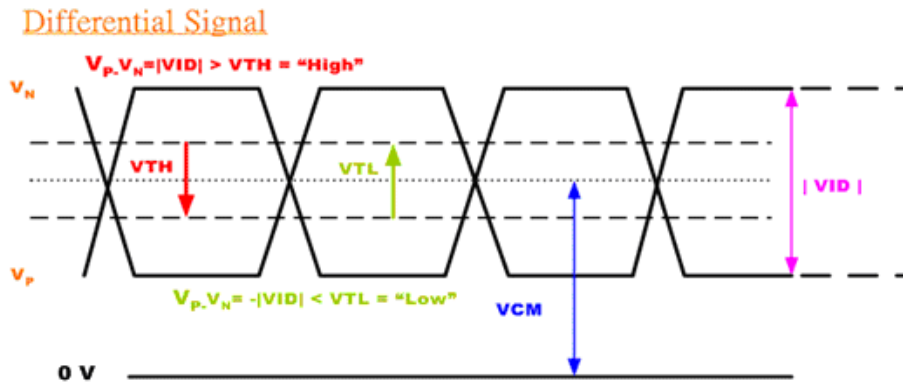 Differential Signal
VP-VN=|VID| > VTH = “High”
VN
VTH
VTL
| VID |
VP
VP-VN= -|VID| < VTL = “Low”
VCM
0 V